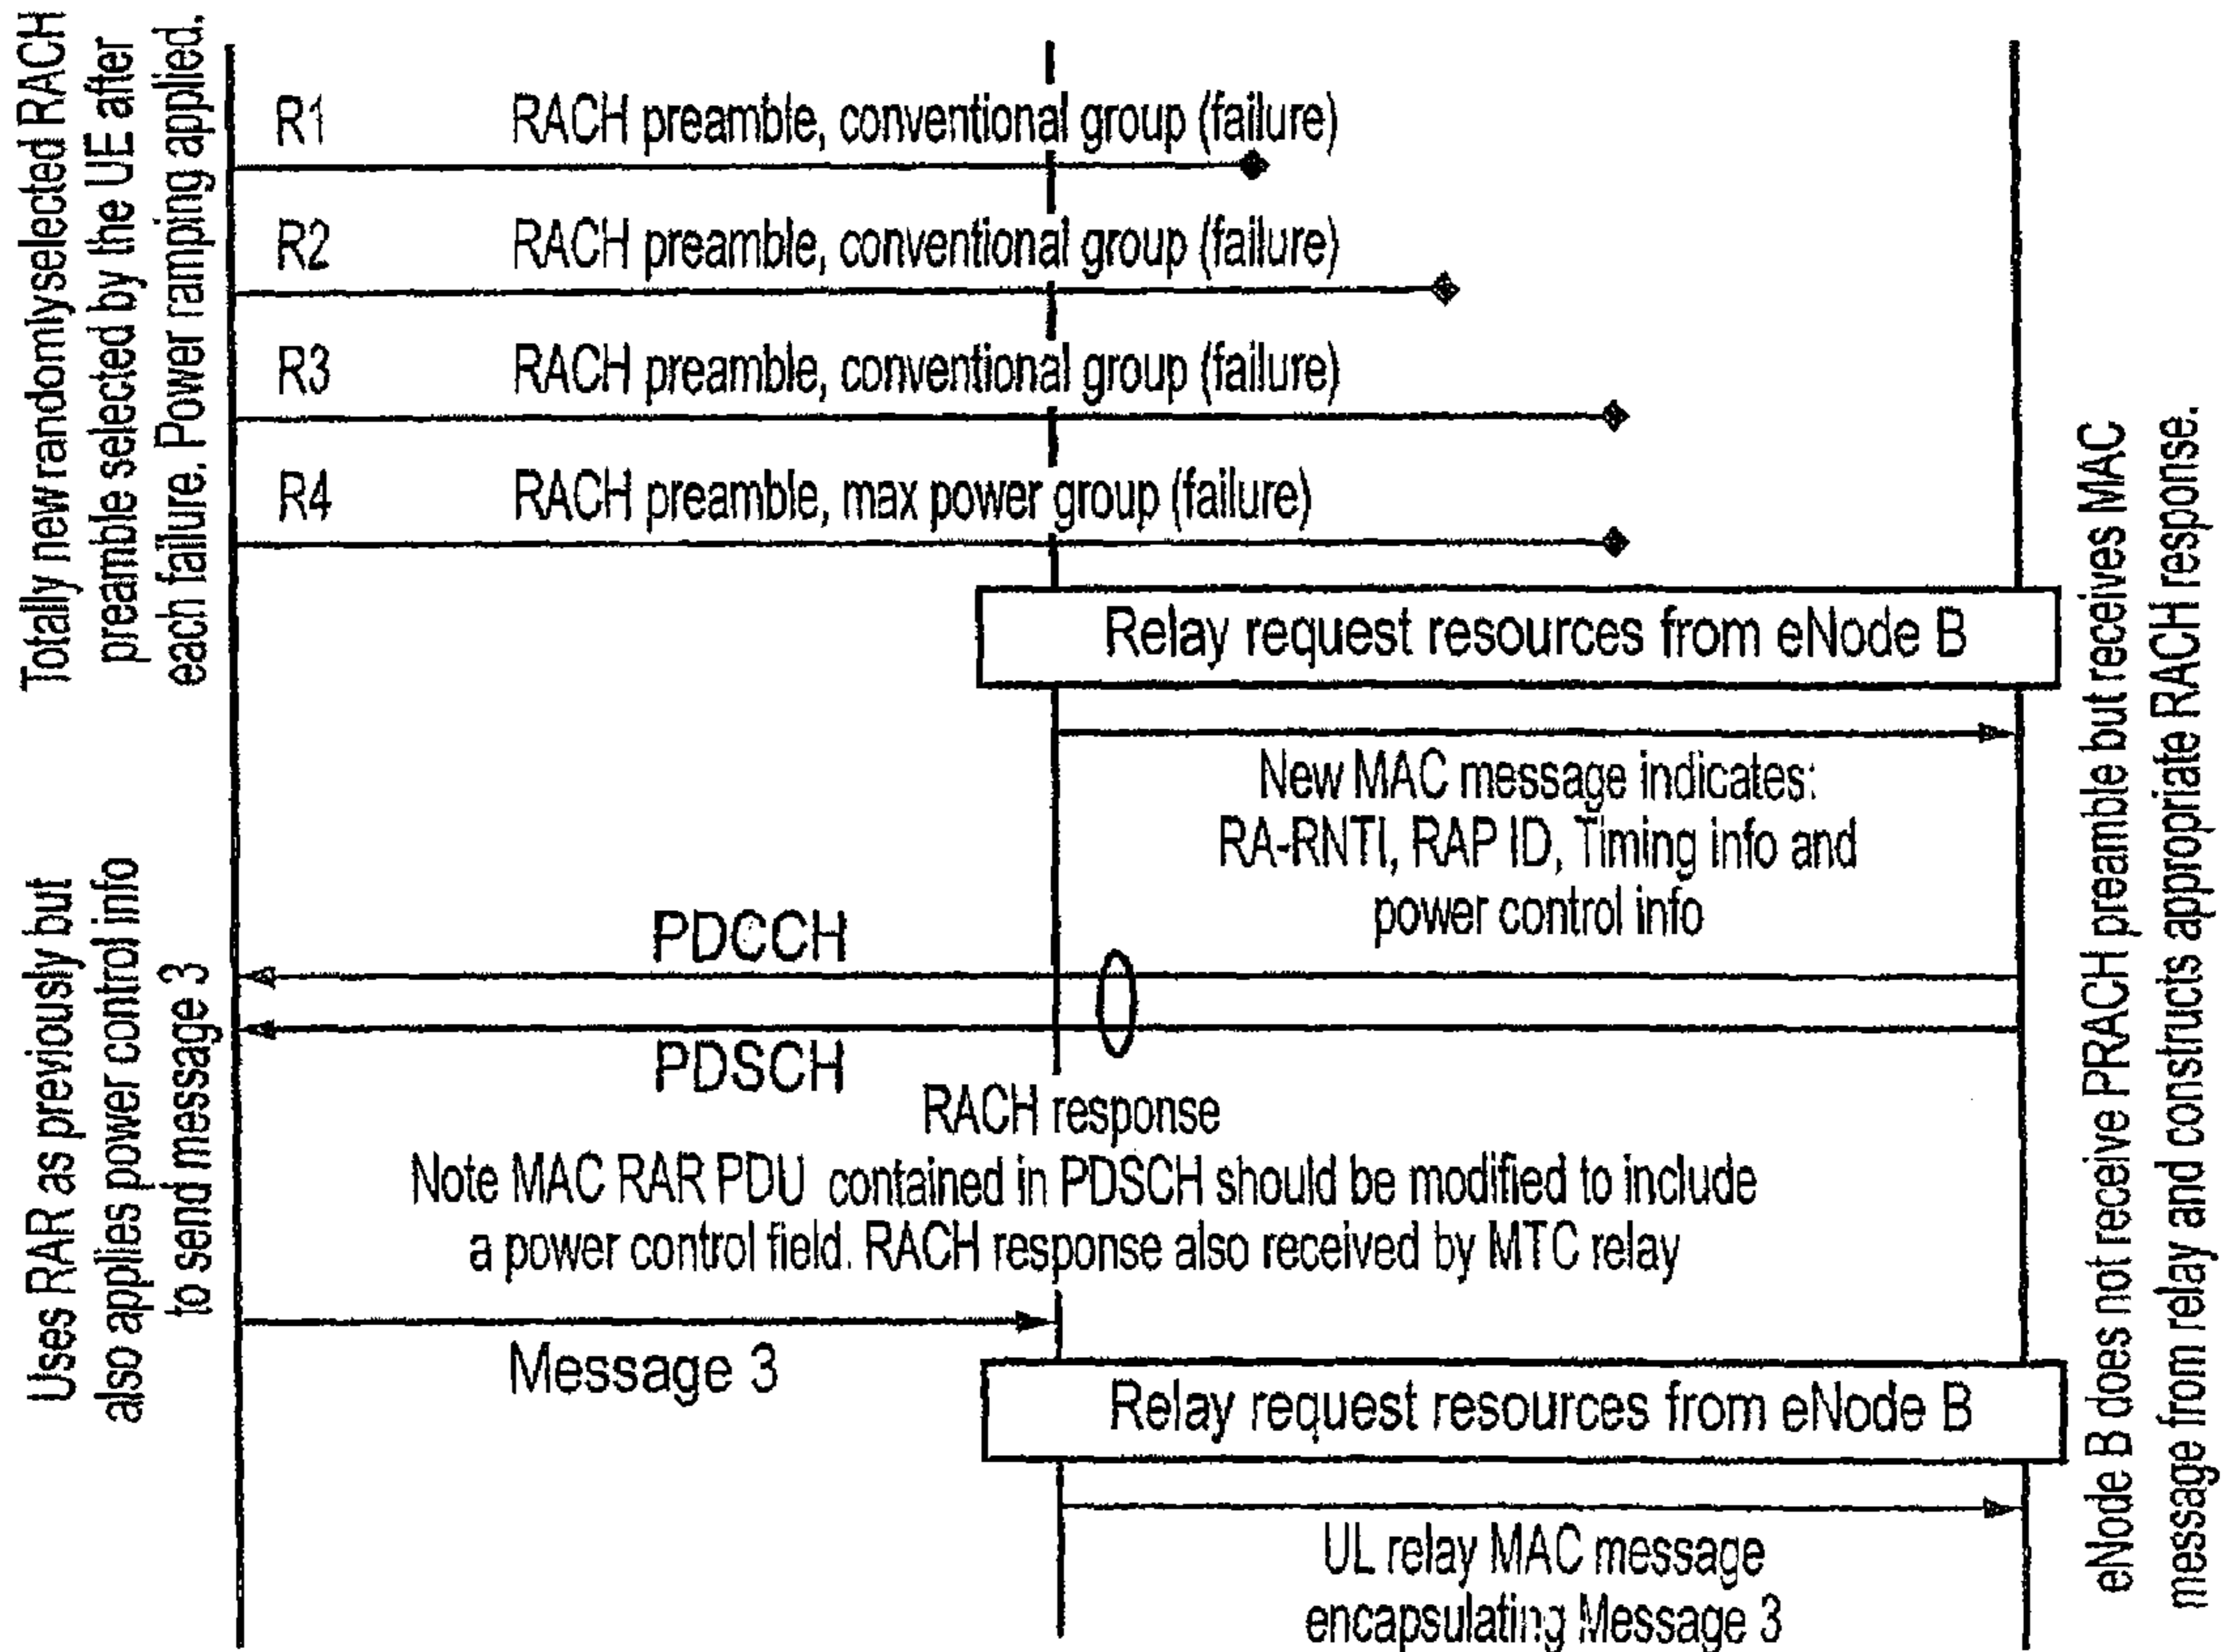 Totally new randomlyselected RACH
preamble selected by the UE after
each failure. Power ramping applied.
R1 RACH preamble, conventional group (failure)
R2 RACH preamble, conventional group (failure)
R3 RACH preamble, conventional group (failure)
R4 RACH preamble, max power group (failure)
Relay request resources from eNode B
New MAC message indicates:
RA-RNTI, RAP ID, Timing info and
power control info
PDCCH
PDSCH
RACH response
Note MAC RAR PDU contained in PDSCH should be modified to include
a power control field. RACH response also received by MTC relay
Uses RAR as previously but
also applies power control info
to send message 3
Message 3
Relay request resources from eNode B
UL relay MAC message
encapsulating Message 3
eNode B does not receive PRACH preamble but receives MAC
message from relay and constructs appropriate RACH response.